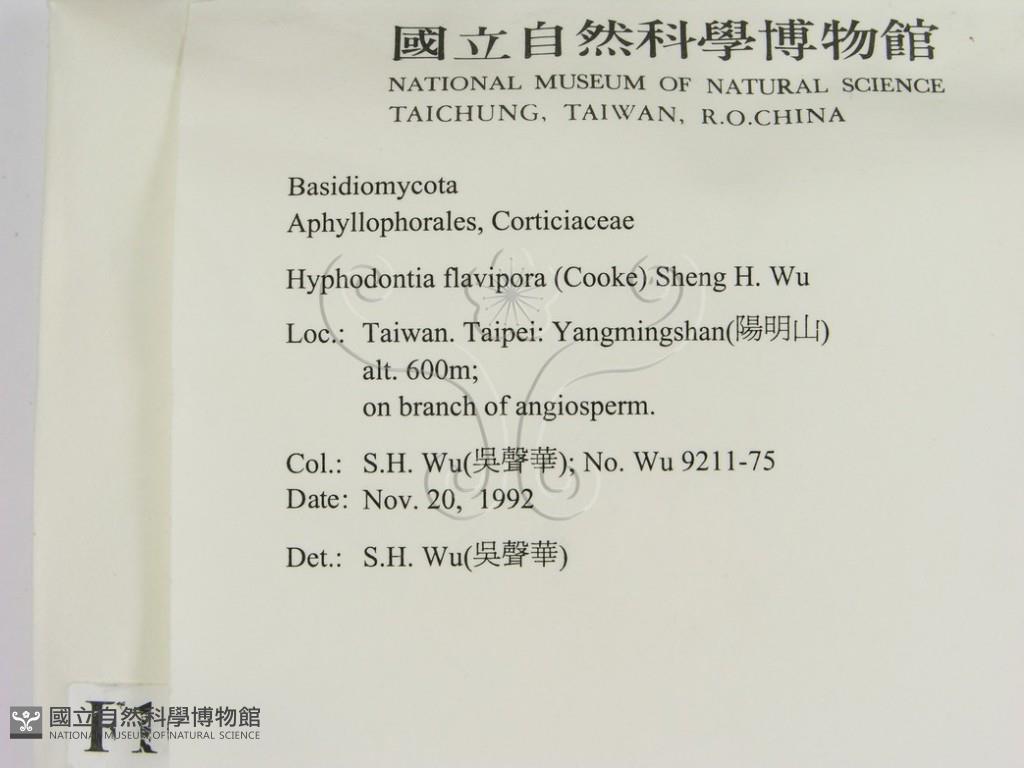 國立自然科學博物館
NATIONAL MUSEUM OF NATURAL SCIENCE
TAICHUNG, TAIWAN, R.O.CHINA
Basidiomycota
Aphyllophorales, Corticiaceae
Hyphodontia flavipora (Cooke) Sheng H. Wu
Loc.: Taiwan. Taipei: Yangmingshan(陽明山)
alt. 600m;
on branch of angiosperm.
Col.: S.H. Wu(吳聲華); No. Wu 9211-75
Date: Nov. 20, 1992
Det.: S.H. Wu(吳聲華)
國立自然科學博物館
NATIONAL MUSEUM OF NATURAL SCIENCE